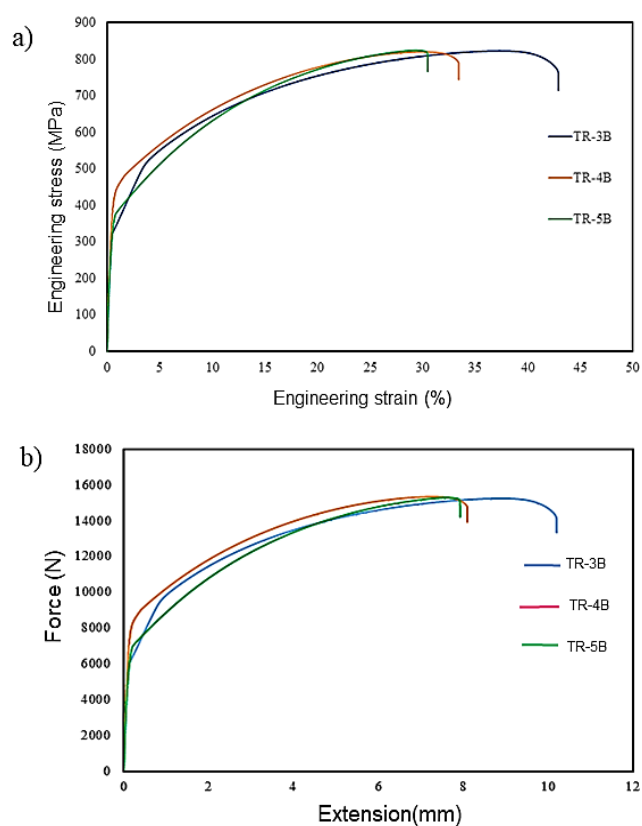 a)
Engineering stress (MPa)
900
800
700
600
500
400
300
200
100
0
TR-3B
TR-4B
TR-5B
0 5 10 15 20 25 30 35 40 45 50
Engineering strain (%)
b)
Force (N)
18000
16000
14000
12000
10000
8000
6000
4000
2000
0
TR-3B
TR-4B
TR-5B
0 2 4 6 8 10 12
Extension(mm)